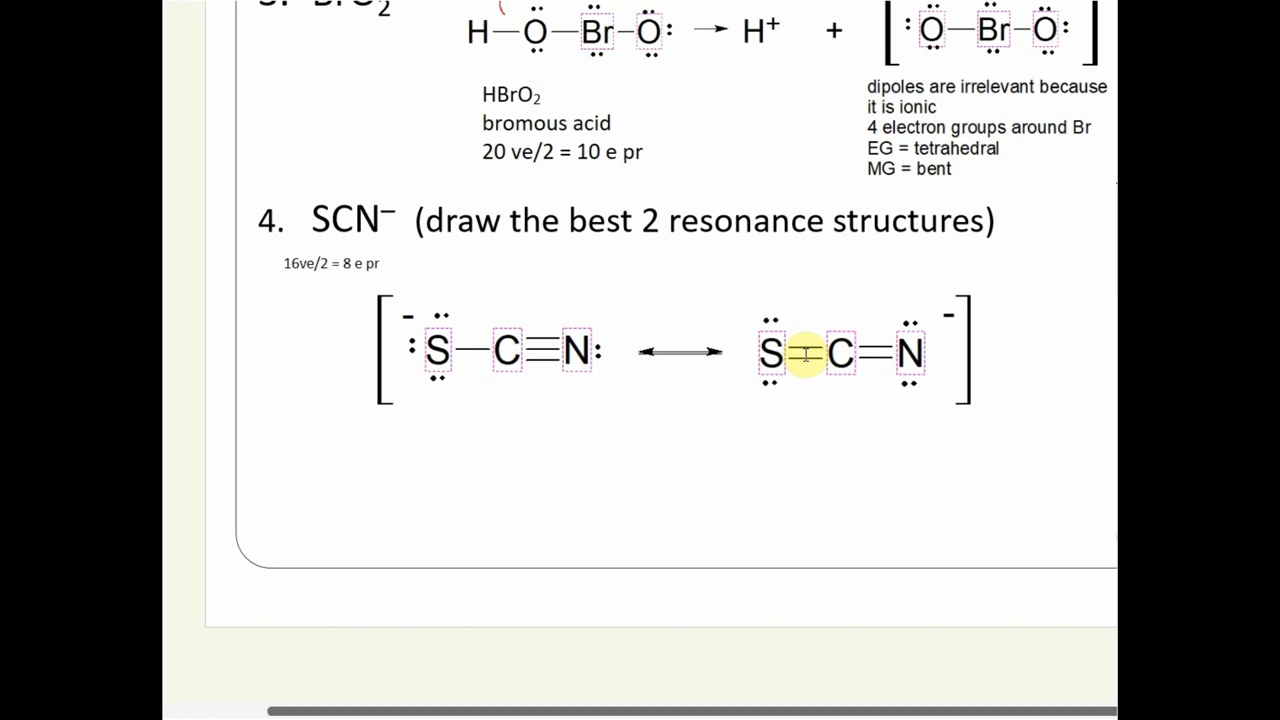 3. BrO₂
H—O—Br—O: → H⁺ + [:O—Br—O:]
HBrO₂
bromous acid
20 ve/2 = 10 e pr
dipoles are irrelevant because
it is ionic
4 electron groups around Br
EG = tetrahedral
MG = bent
4. SCN⁻ (draw the best 2 resonance structures)
16ve/2 = 8 e pr
[:S—C≡N: ↔ S=C=N]⁻